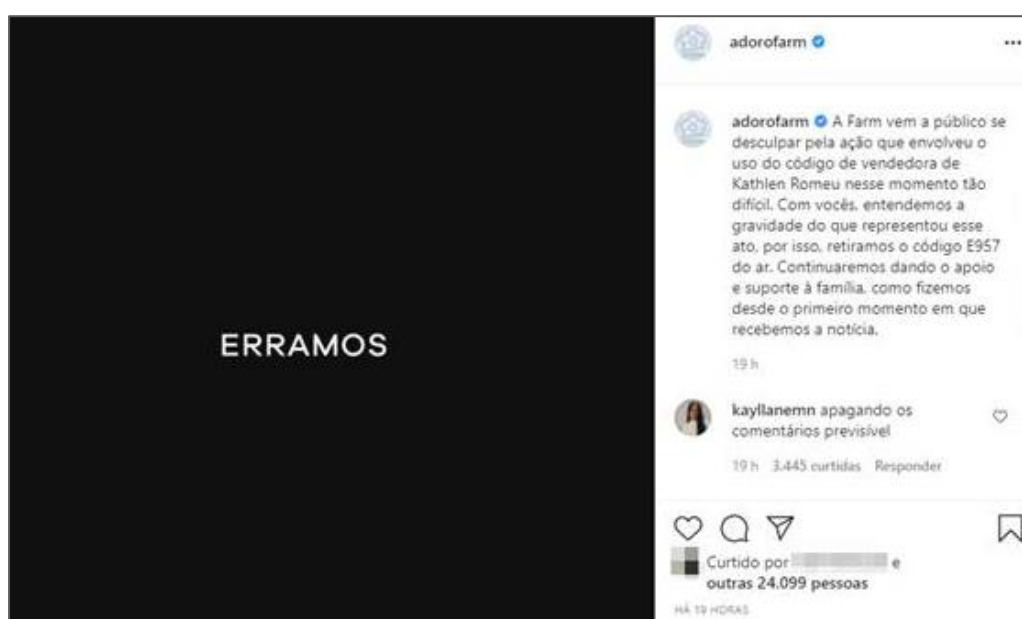 ERRAMOS
adorofarm
adorofarm A Farm vem a público se
desculpar pela ação que envolveu o
uso do código de vendedora de
Kathlen Romeu nesse momento tão
difícil. Com vocês, entendemos a
gravidade do que representou esse
ato, por isso, retiramos o código E957
do ar. Continuaremos dando o apoio
e suporte à família, como fizemos
desde o primeiro momento em que
recebemos a notícia.
19 h
kayllanemn apagando os
comentários previsível
19 h 3.445 curtidas Responder
Curtido por e
outras 24.099 pessoas
HÁ 19 HORAS